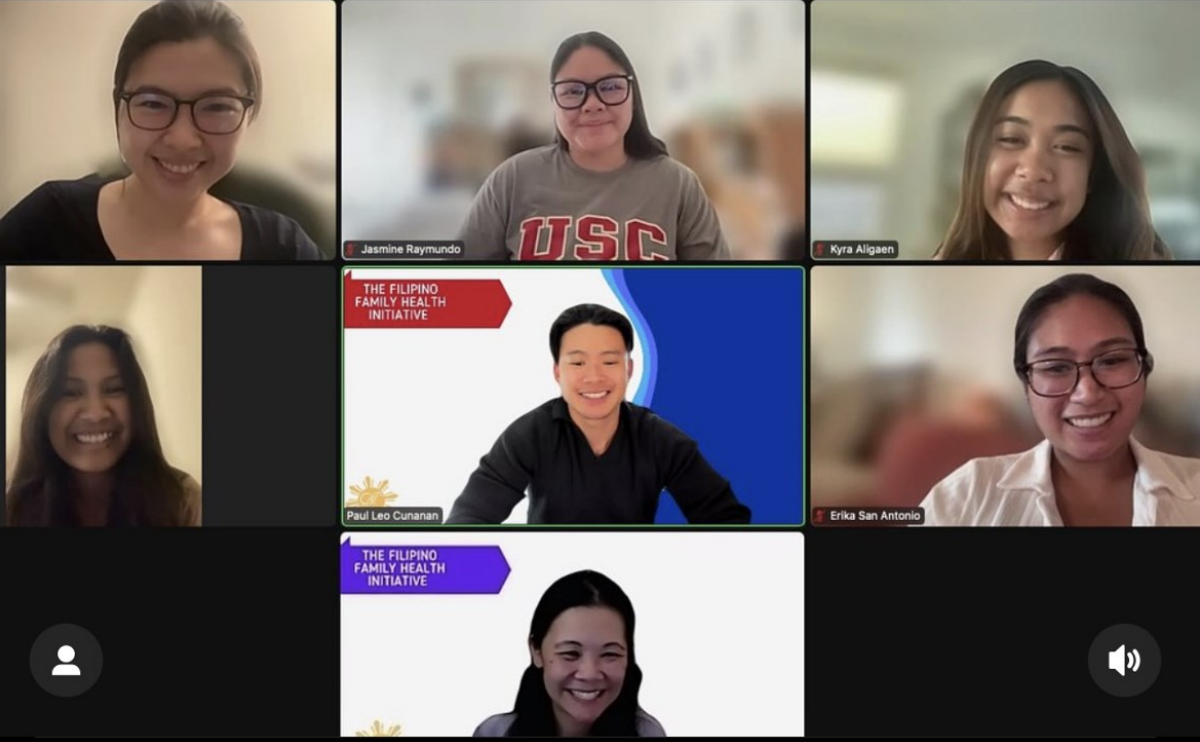 USC
Jasmine Raymundo
Kyra Aligaen
THE FILIPINO
FAMILY HEALTH
INITIATIVE
Paul Leo Cunanan
Erika San Antonio
THE FILIPINO
FAMILY HEALTH
INITIATIVE